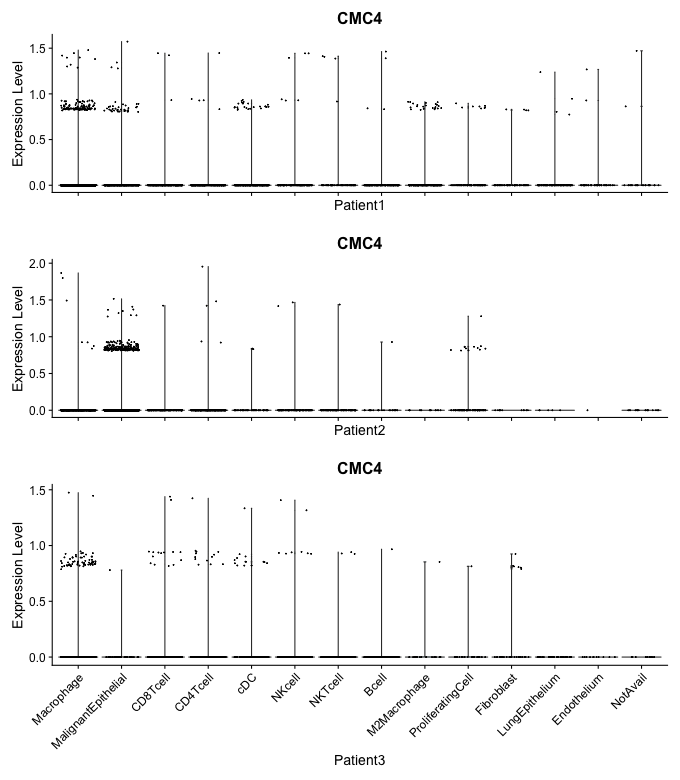 CMC4
Expression Level
1.5
1.0
0.5
0.0
Patient1
CMC4
Expression Level
2.0
1.5
1.0
0.5
0.0
Patient2
CMC4
Expression Level
1.5
1.0
0.5
0.0
Macrophage
MalignantEpithelial
CD8Tcell
CD4Tcell
cDC
NKcell
NKTcell
Bcell
M2Macrophage
ProliferatingCell
Fibroblast
LungEpithelium
Endothelium
NotAvail
Patient3